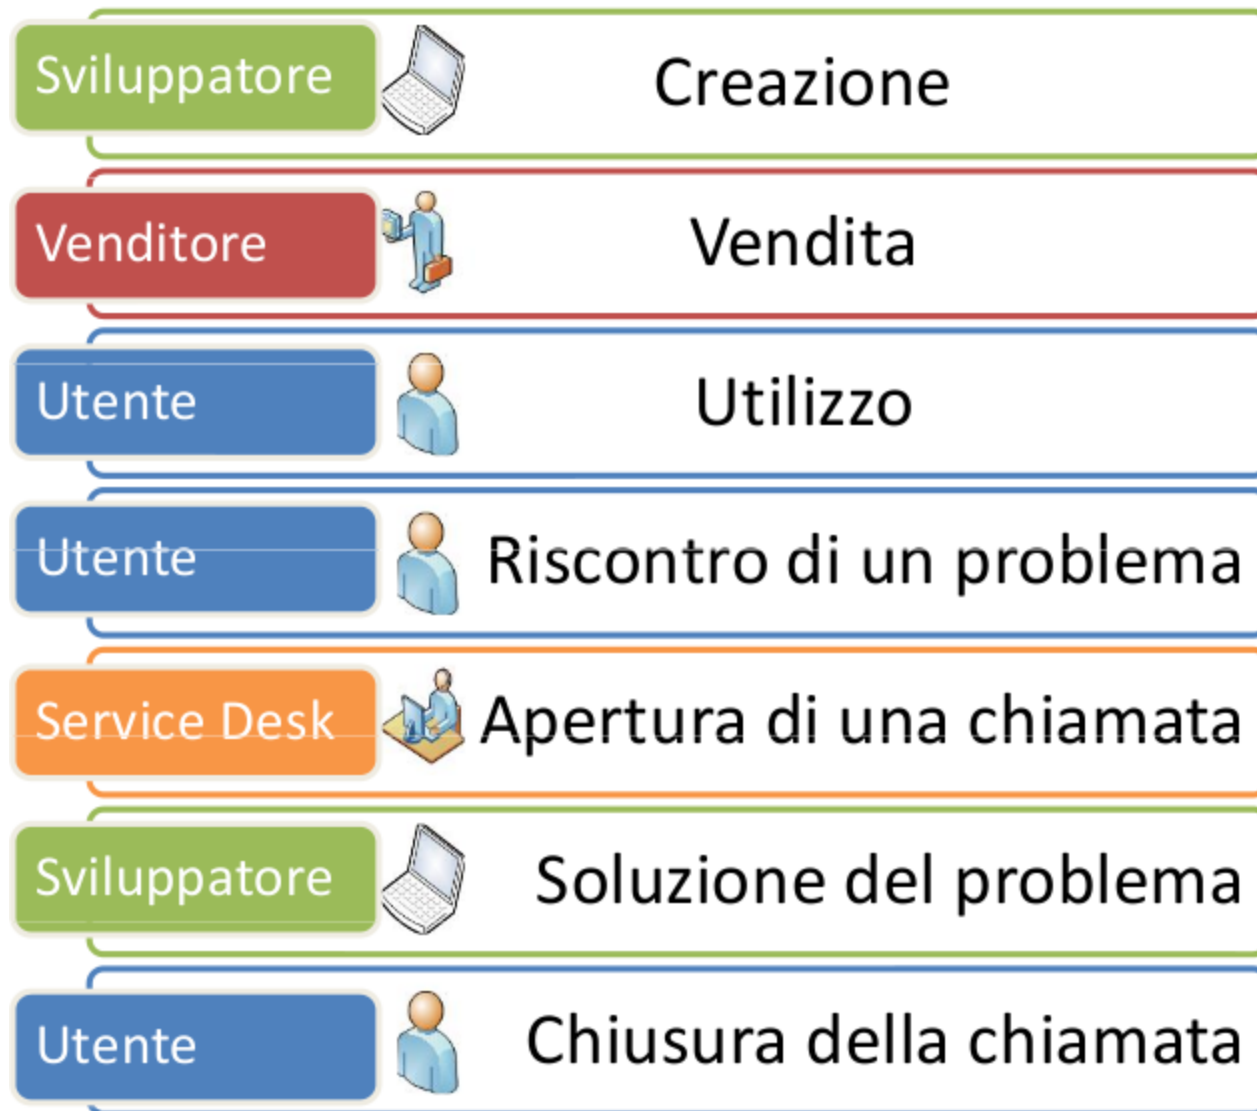 Sviluppatore
Creazione
Venditore
Vendita
Utente
Utilizzo
Utente
Riscontro di un problema
Service Desk
Apertura di una chiamata
Sviluppatore
Soluzione del problema
Utente
Chiusura della chiamata